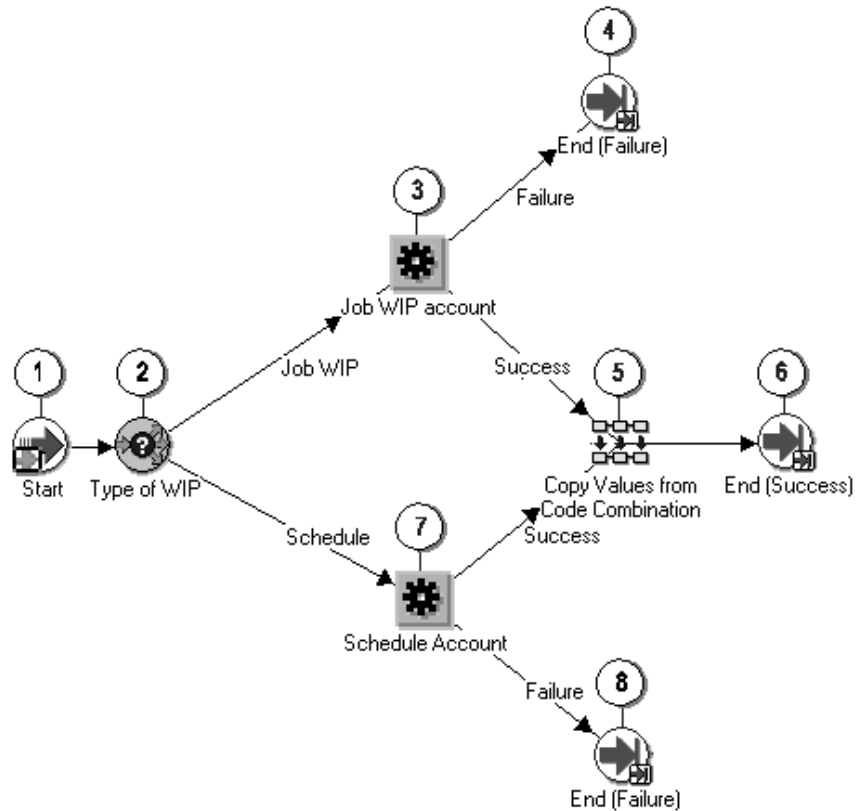 4
End (Failure)
3
Failure
Job WIP account
1
2
Job WIP
Success
5
6
Start
Type of WIP
Copy Values from
Code Combination
End (Success)
Schedule
7
Success
Schedule Account
Failure
8
End (Failure)